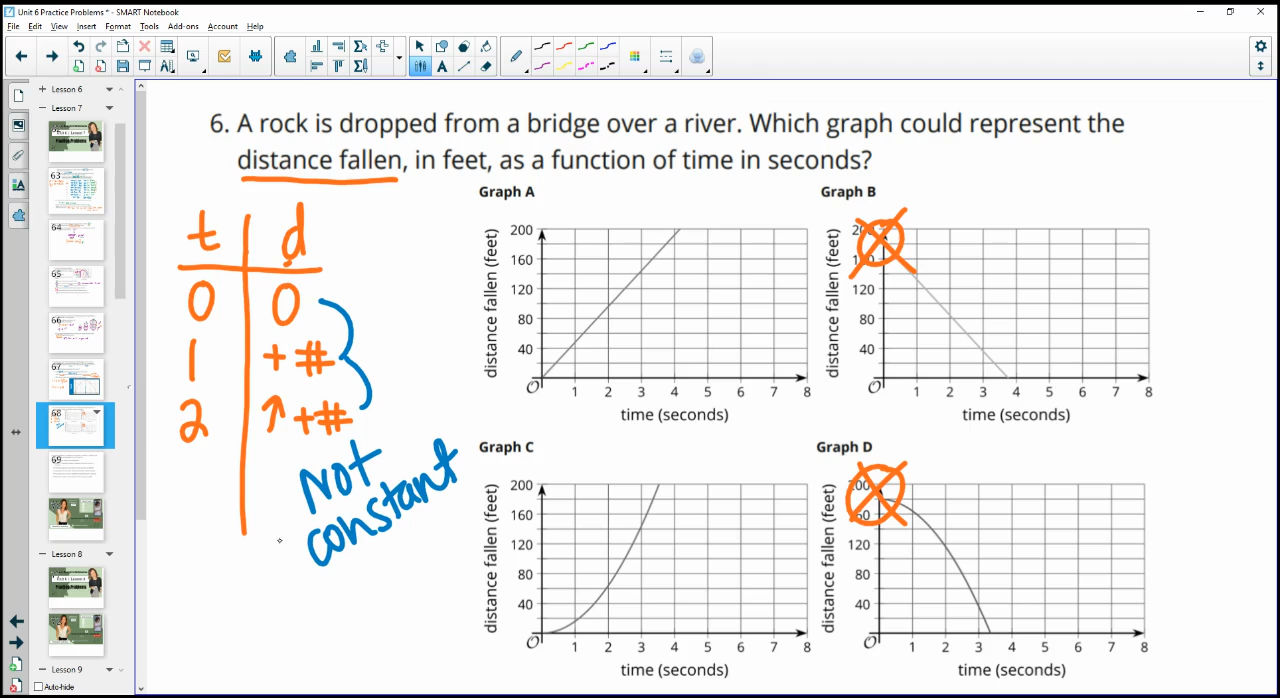 Unit 6 Practice Problems * - SMART Notebook
File Edit View Insert Format Tools Add-ons Account Help
Lesson 6
Lesson 7
63
64
65
66
67
68
69
Lesson 8
Lesson 9
Auto-hide
6. A rock is dropped from a bridge over a river. Which graph could represent the
distance fallen, in feet, as a function of time in seconds?
t d
0 0
1 + #
2 ↑ + #
Not
constant
Graph A
distance fallen (feet)
200
160
120
80
40
O 1 2 3 4 5 6 7 8
time (seconds)
Graph B
distance fallen (feet)
200
160
120
80
40
O 1 2 3 4 5 6 7 8
time (seconds)
Graph C
distance fallen (feet)
200
160
120
80
40
O 1 2 3 4 5 6 7 8
time (seconds)
Graph D
distance fallen (feet)
200
160
120
80
40
O 1 2 3 4 5 6 7 8
time (seconds)